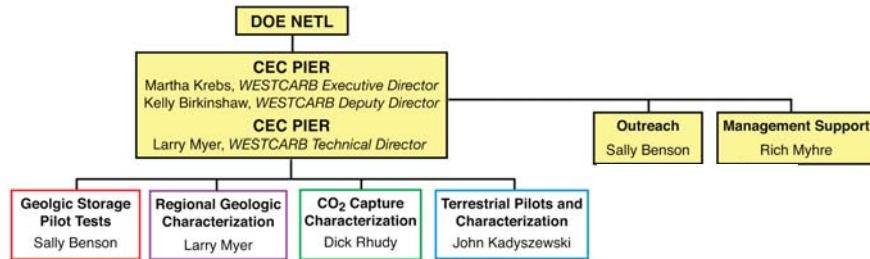 DOE NETL
CEC PIER
Martha Krebs, WESTCARB Executive Director
Kelly Birkinshaw, WESTCARB Deputy Director
CEC PIER
Larry Myer, WESTCARB Technical Director
Outreach
Sally Benson
Management Support
Rich Myhre
Geolgic Storage
Pilot Tests
Sally Benson
Regional Geologic
Characterization
Larry Myer
CO₂ Capture
Characterization
Dick Rhudy
Terrestrial Pilots and
Characterization
John Kadyszewski